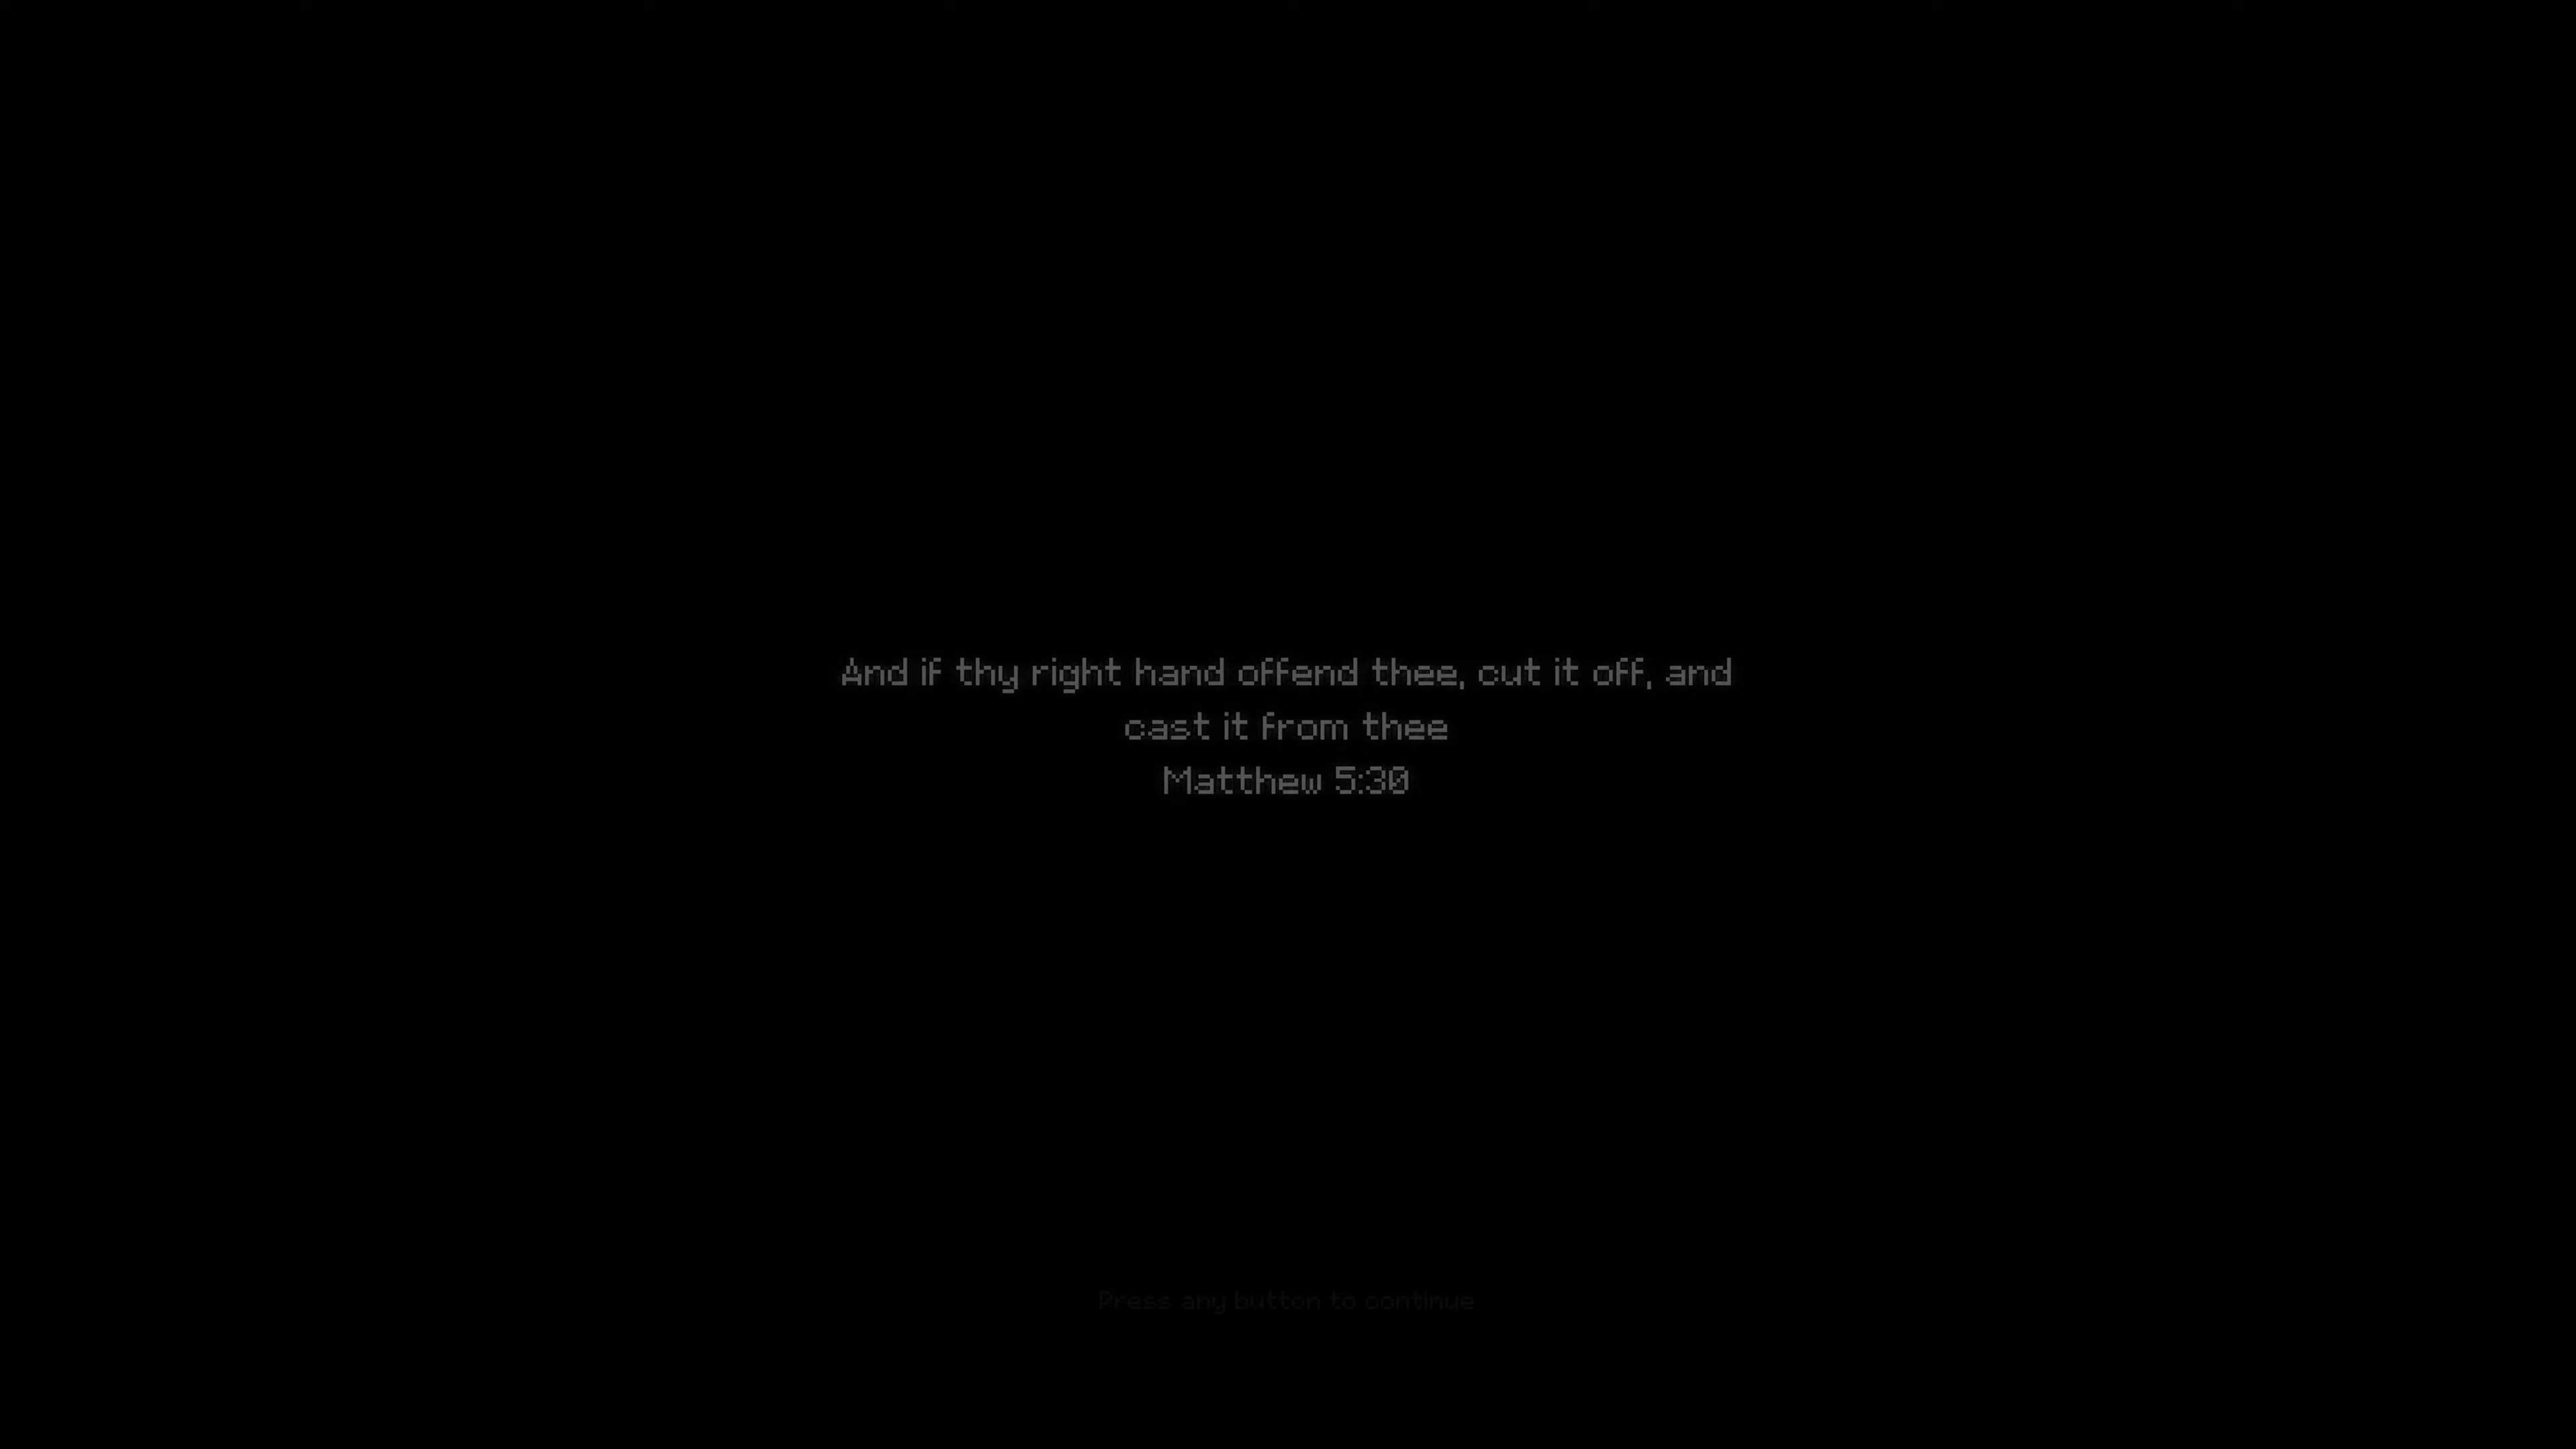 And if thy right hand offend thee, cut it off, and
cast it from thee
Matthew 5:30
Press any button to continue